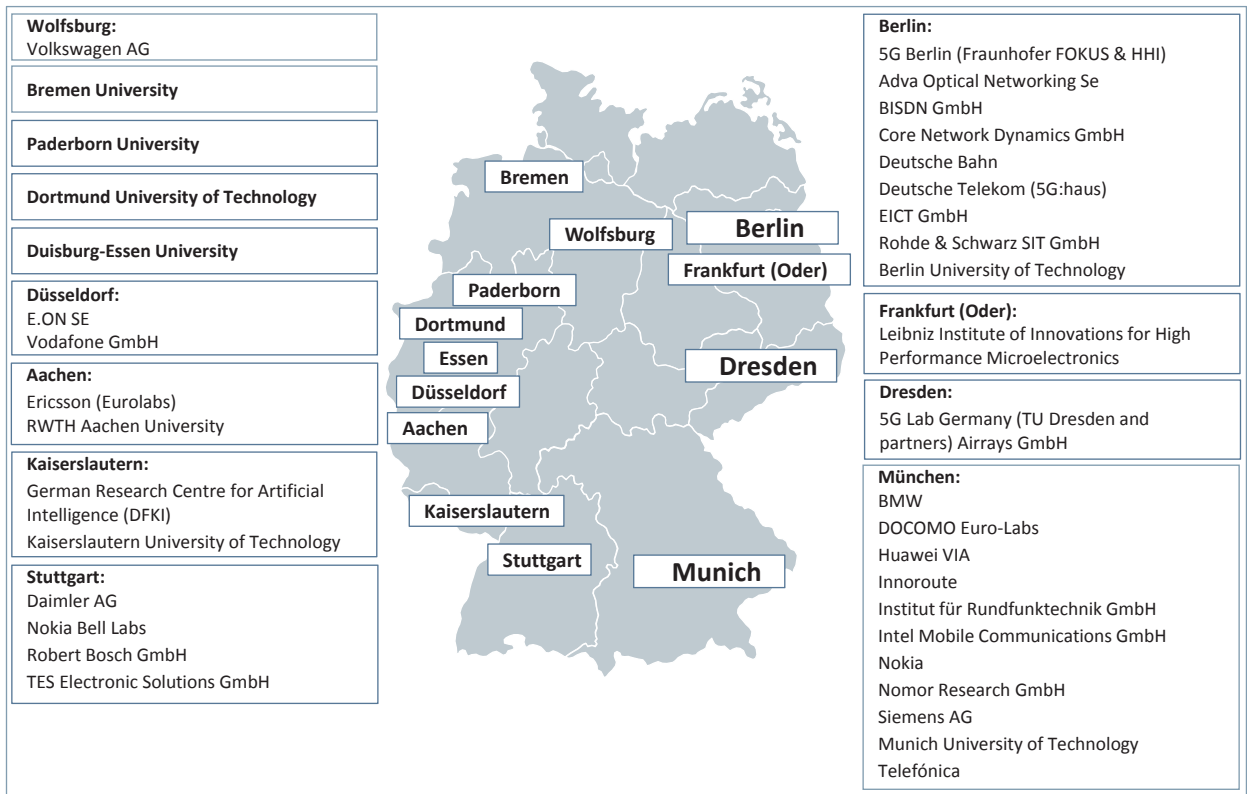 Wolfsburg:
Volkswagen AG
Bremen University
Paderborn University
Dortmund University of Technology
Duisburg-Essen University
Düsseldorf:
E.ON SE
Vodafone GmbH
Aachen:
Ericsson (Eurolabs)
RWTH Aachen University
Kaiserslautern:
German Research Centre for Artificial
Intelligence (DFKI)
Kaiserslautern University of Technology
Stuttgart:
Daimler AG
Nokia Bell Labs
Robert Bosch GmbH
TES Electronic Solutions GmbH
Bremen
Wolfsburg
Berlin
Frankfurt (Oder)
Paderborn
Dortmund
Essen
Dresden
Düsseldorf
Aachen
Kaiserslautern
Stuttgart
Munich
Berlin:
5G Berlin (Fraunhofer FOKUS & HHI)
Adva Optical Networking Se
BISDN GmbH
Core Network Dynamics GmbH
Deutsche Bahn
Deutsche Telekom (5G:haus)
EICT GmbH
Rohde & Schwarz SIT GmbH
Berlin University of Technology
Frankfurt (Oder):
Leibniz Institute of Innovations for High
Performance Microelectronics
Dresden:
5G Lab Germany (TU Dresden and
partners) Airrays GmbH
München:
BMW
DOCOMO Euro-Labs
Huawei VIA
Innoroute
Institut für Rundfunktechnik GmbH
Intel Mobile Communications GmbH
Nokia
Nomor Research GmbH
Siemens AG
Munich University of Technology
Telefónica